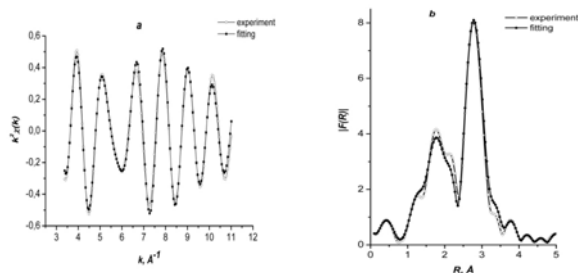 a
experiment
fitting
k²χ(k)
0,6
0,4
0,2
0,0
-0,2
-0,4
-0,6
3 4 5 6 7 8 9 10 11 12
k, Å⁻¹
b
experiment
fitting
|F(R)|
8
6
4
2
0
0 1 2 3 4 5
R, Å